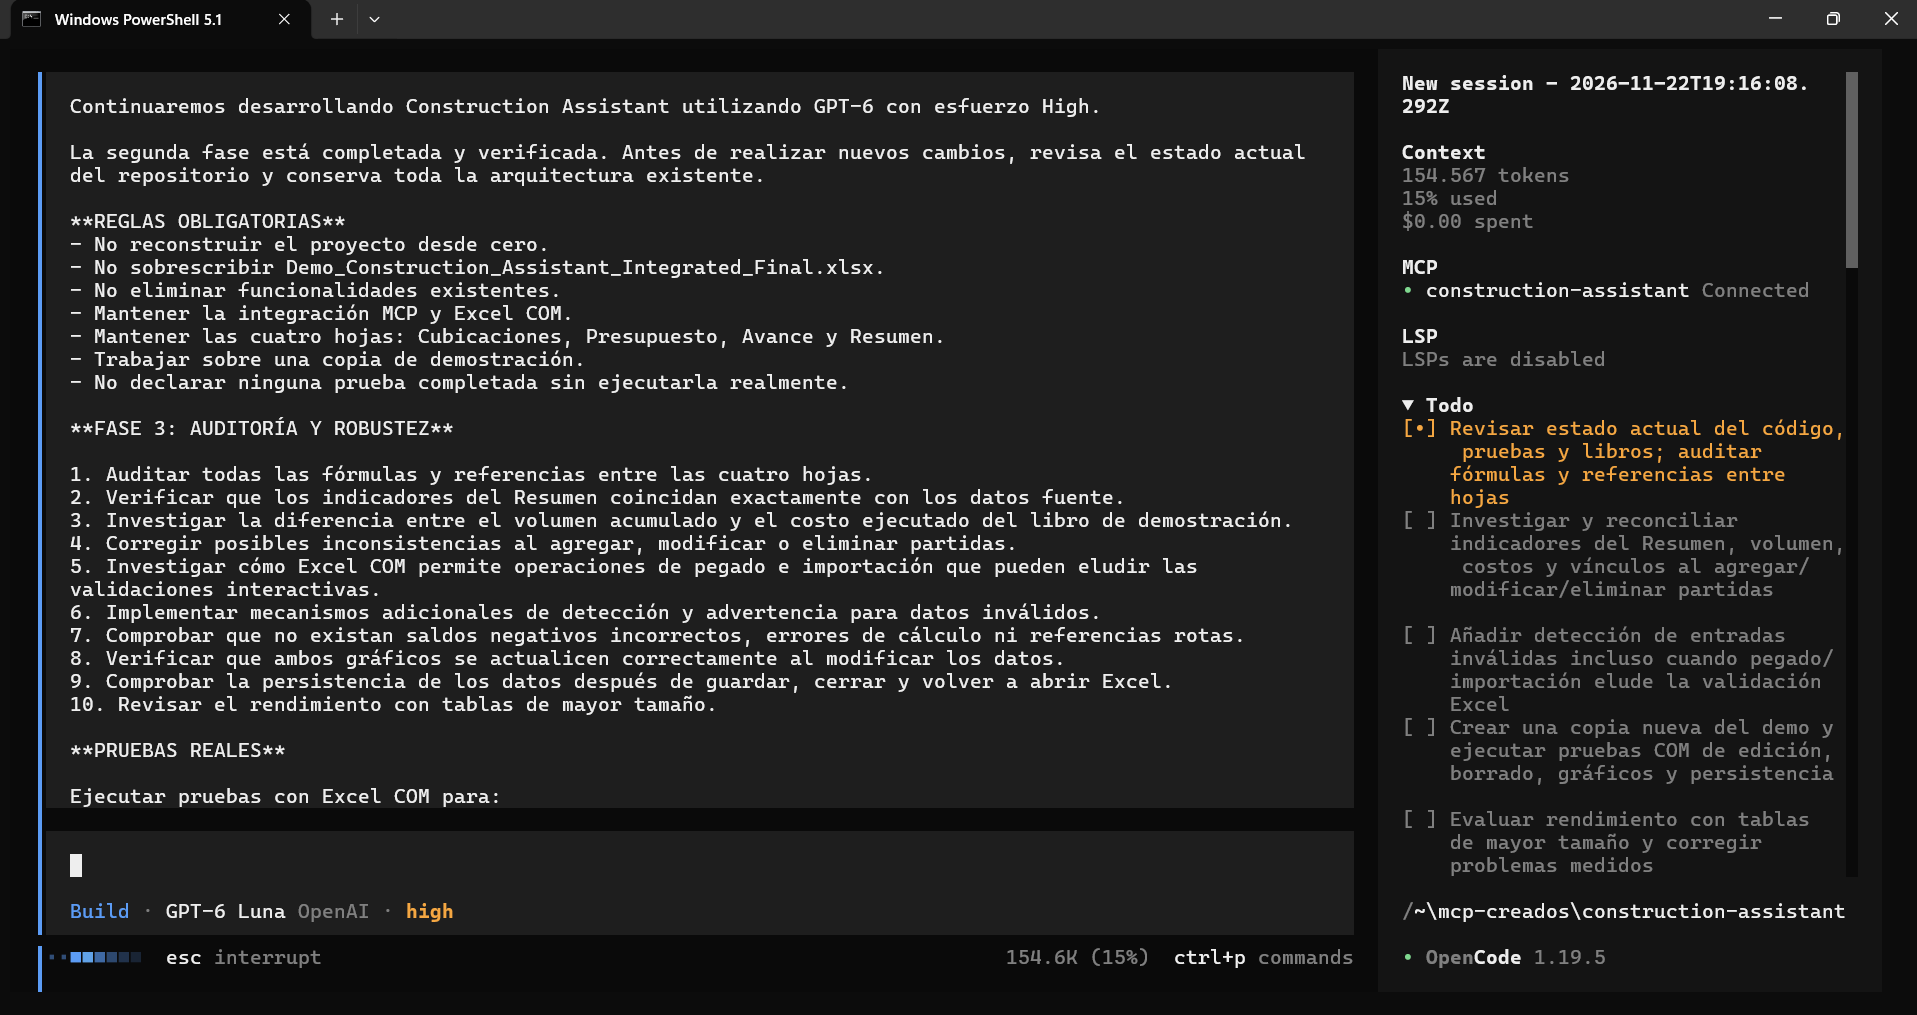 Windows PowerShell 5.1
Continuaremos desarrollando Construction Assistant utilizando GPT-6 con esfuerzo High.
La segunda fase está completada y verificada. Antes de realizar nuevos cambios, revisa el estado actual
del repositorio y conserva toda la arquitectura existente.
**REGLAS OBLIGATORIAS**
- No reconstruir el proyecto desde cero.
- No sobrescribir Demo_Construction_Assistant_Integrated_Final.xlsx.
- No eliminar funcionalidades existentes.
- Mantener la integración MCP y Excel COM.
- Mantener las cuatro hojas: Cubicaciones, Presupuesto, Avance y Resumen.
- Trabajar sobre una copia de demostración.
- No declarar ninguna prueba completada sin ejecutarla realmente.
**FASE 3: AUDITORÍA Y ROBUSTEZ**
1. Auditar todas las fórmulas y referencias entre las cuatro hojas.
2. Verificar que los indicadores del Resumen coincidan exactamente con los datos fuente.
3. Investigar la diferencia entre el volumen acumulado y el costo ejecutado del libro de demostración.
4. Corregir posibles inconsistencias al agregar, modificar o eliminar partidas.
5. Investigar cómo Excel COM permite operaciones de pegado e importación que pueden eludir las
validaciones interactivas.
6. Implementar mecanismos adicionales de detección y advertencia para datos inválidos.
7. Comprobar que no existan saldos negativos incorrectos, errores de cálculo ni referencias rotas.
8. Verificar que ambos gráficos se actualicen correctamente al modificar los datos.
9. Comprobar la persistencia de los datos después de guardar, cerrar y volver a abrir Excel.
10. Revisar el rendimiento con tablas de mayor tamaño.
**PRUEBAS REALES**
Ejecutar pruebas con Excel COM para:
Build · GPT-6 Luna OpenAI · high
esc interrupt
154.6K (15%) ctrl+p commands
New session - 2026-11-22T19:16:08.
292Z
Context
154.567 tokens
15% used
$0.00 spent
MCP
• construction-assistant Connected
LSP
LSPs are disabled
▼ Todo
[•] Revisar estado actual del código,
pruebas y libros; auditar
fórmulas y referencias entre
hojas
[ ] Investigar y reconciliar
indicadores del Resumen, volumen,
costos y vínculos al agregar/
modificar/eliminar partidas
[ ] Añadir detección de entradas
inválidas incluso cuando pegado/
importación elude la validación
Excel
[ ] Crear una copia nueva del demo y
ejecutar pruebas COM de edición,
borrado, gráficos y persistencia
[ ] Evaluar rendimiento con tablas
de mayor tamaño y corregir
problemas medidos
/~\mcp-creados\construction-assistant
• OpenCode 1.19.5